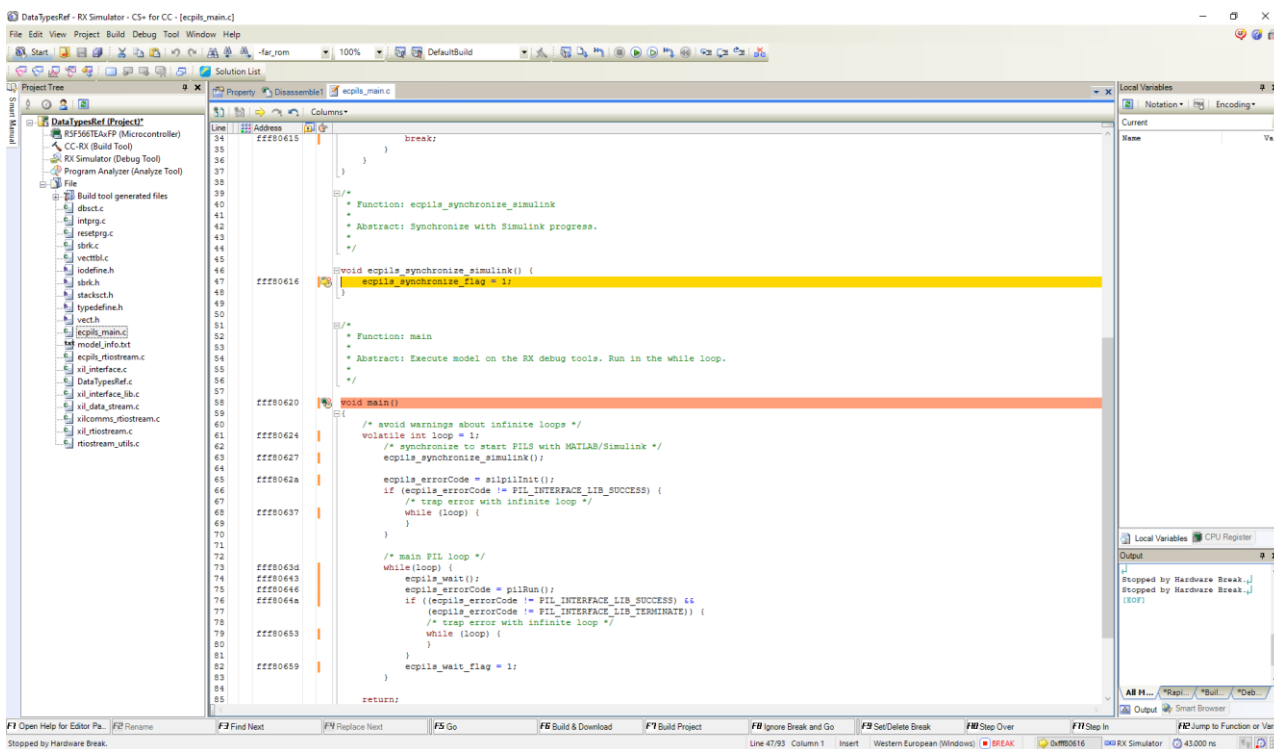 DataTypesRef - RX Simulator - CS+ for CC - [ecpils_main.c]
File Edit View Project Build Debug Tool Window Help
Start -far_rom 100% DefaultBuild
Solution List
Smart Manual
Project Tree
DataTypesRef (Project)*
R5F566TEAxFP (Microcontroller)
CC-RX (Build Tool)
RX Simulator (Debug Tool)
Program Analyzer (Analyze Tool)
File
Build tool generated files
dbsct.c
intprg.c
resetprg.c
sbrk.c
vecttbl.c
iodefine.h
sbrk.h
stacksct.h
typedefine.h
vect.h
ecpils_main.c
model_info.txt
ecpils_rtiostream.c
xil_interface.c
DataTypesRef.c
xil_interface_lib.c
xil_data_stream.c
xilcomms_rtiostream.c
xil_rtiostream.c
rtiostream_utils.c
Property Disassemble1 ecpils_main.c
Columns
Line Address
34 fff80615 break;
35 }
36 }
37 }
38
39 /*
40 * Function: ecpils_synchronize_simulink
41 *
42 * Abstract: Synchronize with Simulink progress.
43 *
44 */
45
46 void ecpils_synchronize_simulink() {
47 fff80616 ecpils_synchronize_flag = 1;
48 }
49
50
51 /*
52 * Function: main
53 *
54 * Abstract: Execute model on the RX debug tools. Run in the while loop.
55 *
56 */
57
58 fff80620 void main()
59 {
60 /* avoid warnings about infinite loops */
61 fff80624 volatile int loop = 1;
62 /* synchronize to start PILS with MATLAB/Simulink */
63 fff80627 ecpils_synchronize_simulink();
64
65 fff8062a ecpils_errorCode = silpilInit();
66 if (ecpils_errorCode != PIL_INTERFACE_LIB_SUCCESS) {
67 /* trap error with infinite loop */
68 fff80637 while (loop) {
69 }
70 }
71
72 /* main PIL loop */
73 fff8063d while(loop) {
74 fff80643 ecpils_wait();
75 fff80646 ecpils_errorCode = pilRun();
76 fff8064a if ((ecpils_errorCode != PIL_INTERFACE_LIB_SUCCESS) &&
77 (ecpils_errorCode != PIL_INTERFACE_LIB_TERMINATE)) {
78 /* trap error with infinite loop */
79 fff80653 while (loop) {
80 }
81 }
82 fff80659 ecpils_wait_flag = 1;
83 }
84
85 return;
Local Variables
Notation Encoding
Current
Name Va
Local Variables CPU Register
Output
Stopped by Hardware Break.
Stopped by Hardware Break.
[EOF]
All M... *Rapi... *Buil... *Deb...
Output Smart Browser
F1 Open Help for Editor Pa... F2 Rename F3 Find Next F4 Replace Next F5 Go F6 Build & Download F7 Build Project F8 Ignore Break and Go F9 Set/Delete Break F10 Step Over F11 Step In F12 Jump to Function or Var
Stopped by Hardware Break. Line 47/93 Column 1 Insert Western European (Windows) BREAK 0xfff80616 RX Simulator 43.000 ns